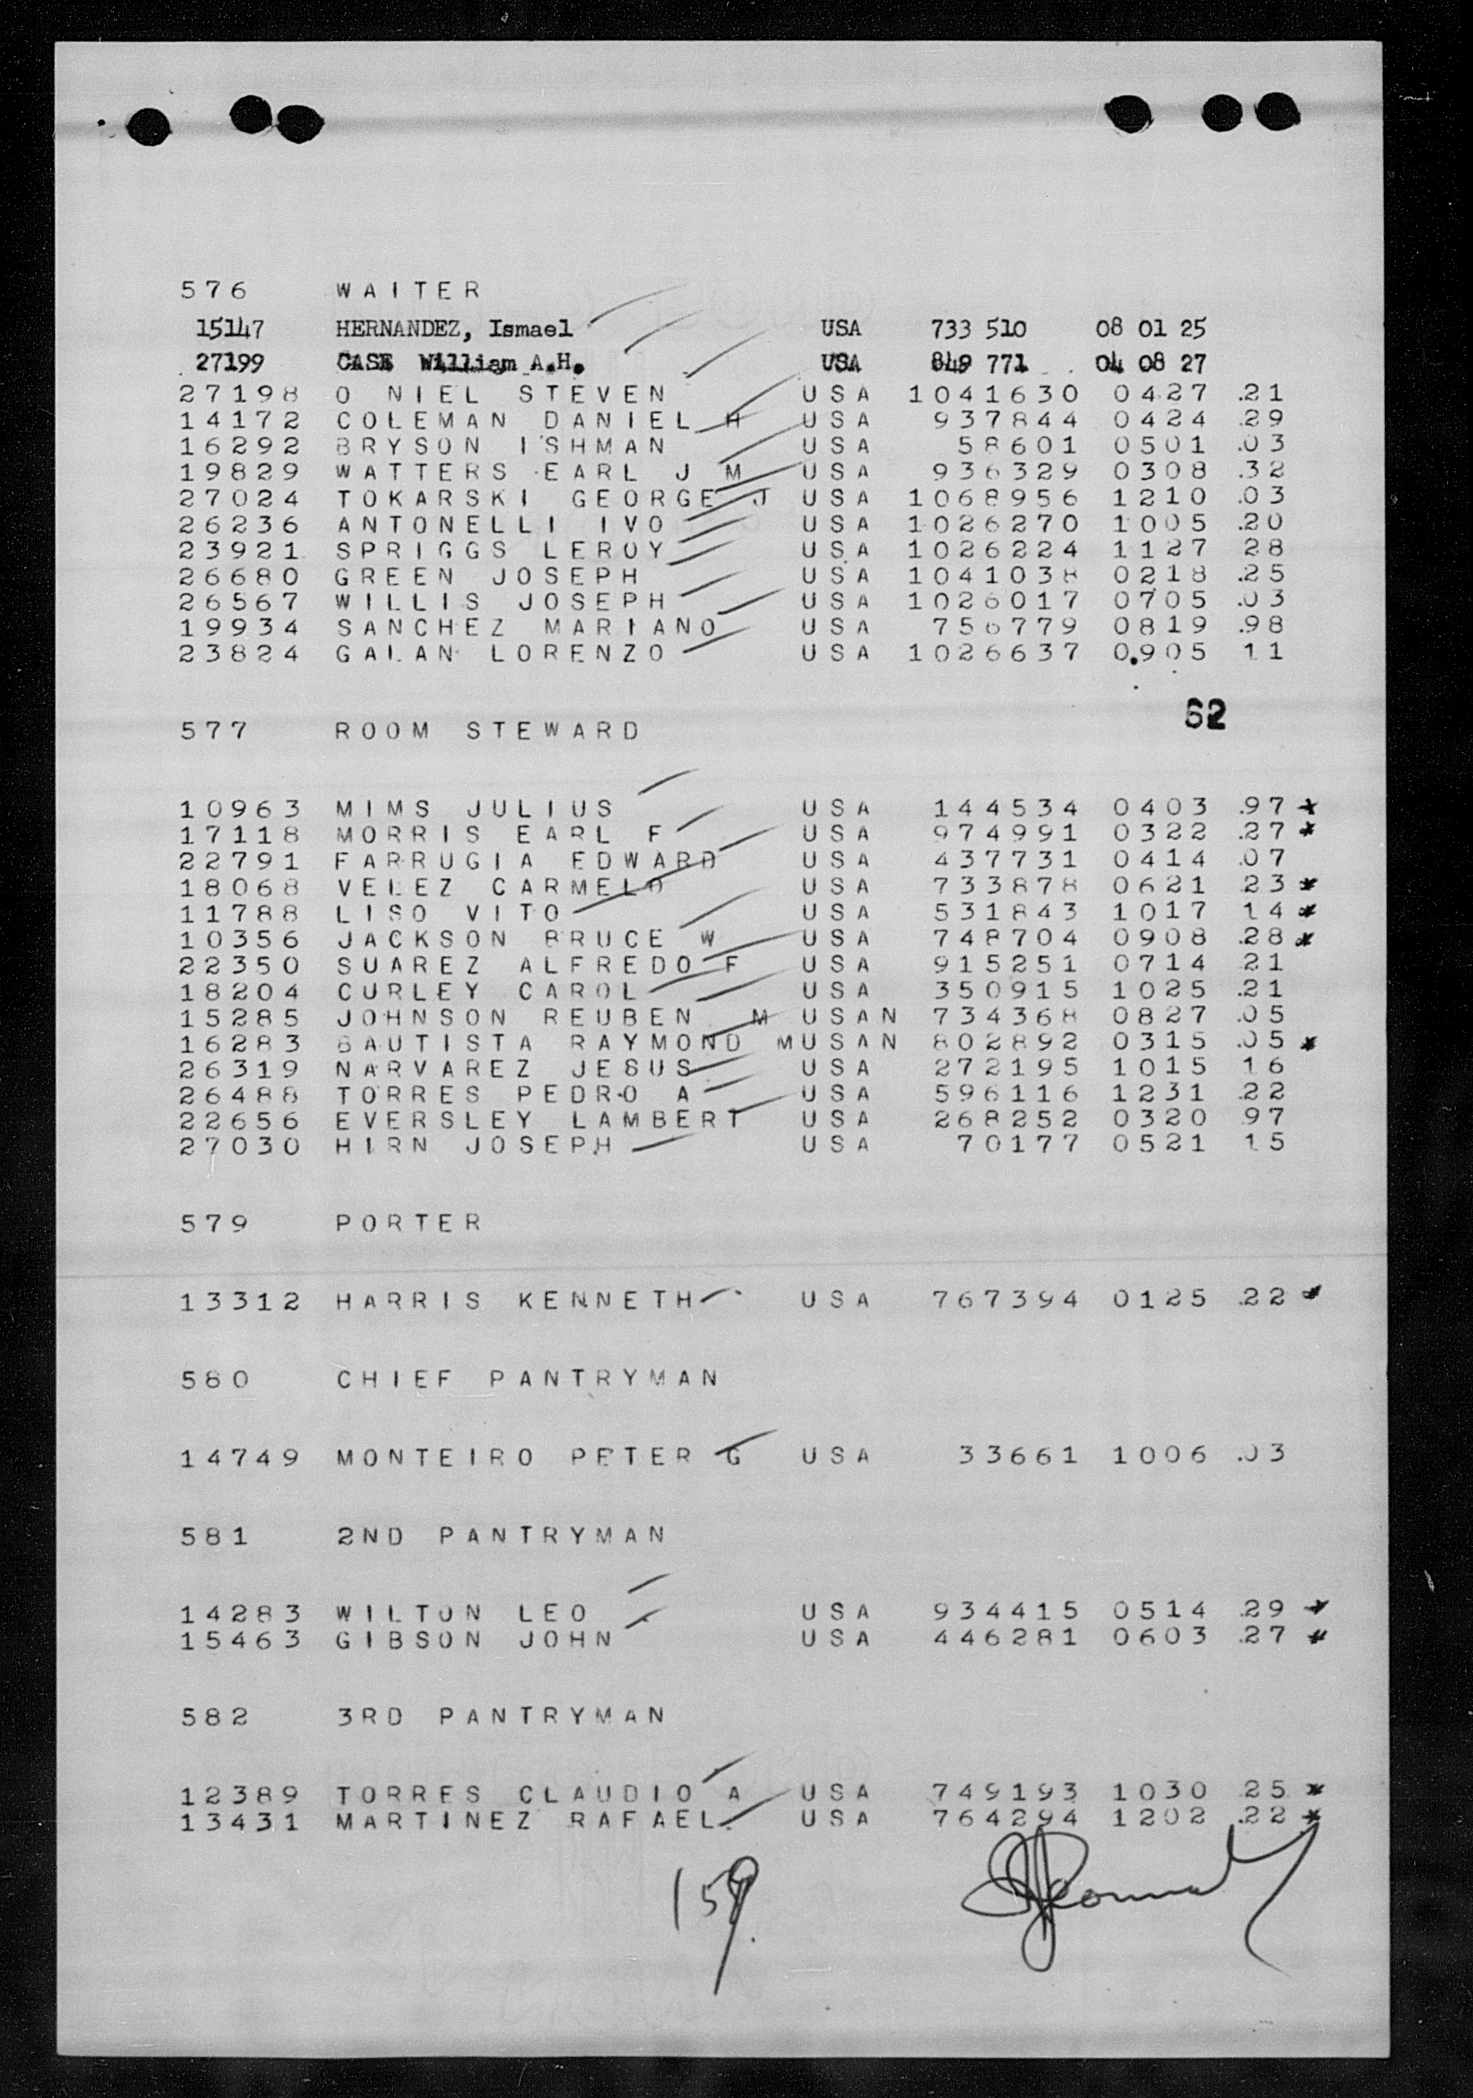 576 WAITER
15147 HERNANDEZ, Ismael USA 733 510 08 01 25
27199 CASE William A.H. USA 849 771 04 08 27
27198 O NIEL STEVEN USA 1041630 0427 .21
14172 COLEMAN DANIEL H USA 937844 0424 .29
16292 BRYSON ISHMAN USA 58601 0501 .03
19829 WATTERS EARL J M USA 936329 0308 .32
27024 TOKARSKI GEORGE J USA 1068956 1210 .03
26236 ANTONELLI IVO USA 1026270 1005 .20
23921 SPRIGGS LEROY USA 1026224 1127 28
26680 GREEN JOSEPH USA 1041038 0218 .25
26567 WILLIS JOSEPH USA 1026017 0705 .03
19934 SANCHEZ MARIANO USA 756779 0819 .98
23824 GALAN LORENZO USA 1026637 0905 11
62
577 ROOM STEWARD
10963 MIMS JULIUS USA 144534 0403 .97 *
17118 MORRIS EARL F USA 974991 0322 .27 *
22791 FARRUGIA EDWARD USA 437731 0414 .07
18068 VELEZ CARMELO USA 733878 0621 23 *
11788 LISO VITO USA 531843 1017 14 *
10356 JACKSON BRUCE W USA 748704 0908 .28 *
22350 SUAREZ ALFREDO F USA 915251 0714 21
18204 CURLEY CAROL USA 350915 1025 .21
15285 JOHNSON REUBEN M USAN 734368 0827 .05
16283 BAUTISTA RAYMOND MUSAN 802892 0315 .05 *
26319 NARVAREZ JESUS USA 272195 1015 16
26488 TORRES PEDRO A USA 596116 1231 .22
22656 EVERSLEY LAMBERT USA 268252 0320 97
27030 HIRN JOSEPH USA 70177 0521 15
579 PORTER
13312 HARRIS KENNETH USA 767394 0125 .22 *
580 CHIEF PANTRYMAN
14749 MONTEIRO PETER G USA 33661 1006 .03
581 2ND PANTRYMAN
14283 WILTON LEO USA 934415 0514 .29 *
15463 GIBSON JOHN USA 446281 0603 .27 *
582 3RD PANTRYMAN
12389 TORRES CLAUDIO A USA 749193 1030 25 *
13431 MARTINEZ RAFAEL USA 764294 1202 .22 *
159